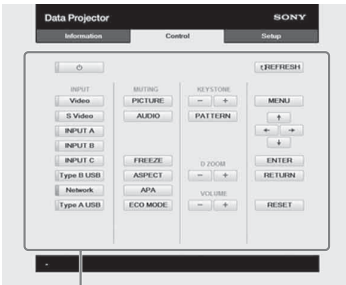 Data Projector SONY
Information Control Setup
REFRESH
INPUT MUTING KEYSTONE
Video PICTURE - + MENU
S Video AUDIO PATTERN
INPUT A
INPUT B
INPUT C FREEZE D ZOOM ENTER
Type B USB ASPECT - + RETURN
Network APA VOLUME
Type A USB ECO MODE - + RESET